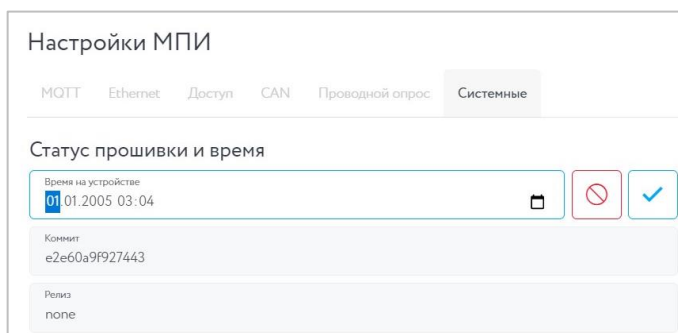 Настройки МПИ
MQTT Ethernet Доступ CAN Проводной опрос Системные
Статус прошивки и время
Время на устройстве
01.01.2005 03:04
Коммит
e2e60a9f927443
Релиз
none